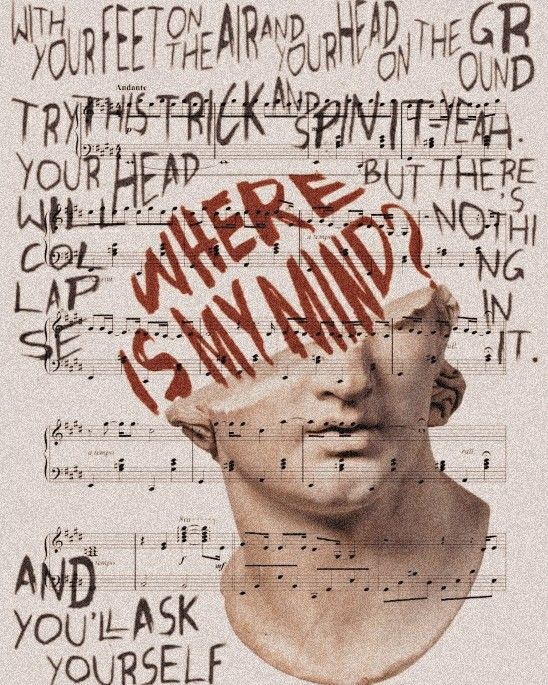 WITH YOUR FEET ON THE AIR AND YOUR HEAD ON THE GROUND
Andante
TRY THIS TRICK AND SPIN IT-YEAH.
YOUR HEAD
WILL
COL
LAP
SE
BUT THERE
'S
NOTHI
NG
IN
IT.
WHERE
IS MY MIND?
a tempo
rall.
AND
YOU'LL ASK
YOURSELF